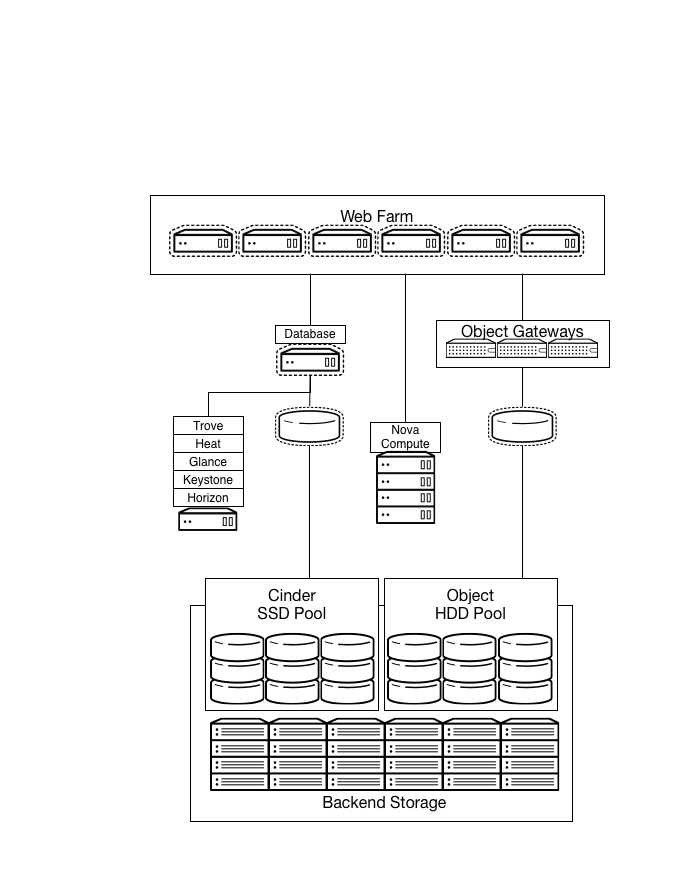 Web Farm
Database
Object Gateways
Trove
Heat
Glance
Keystone
Horizon
Nova
Compute
Cinder
SSD Pool
Object
HDD Pool
Backend Storage